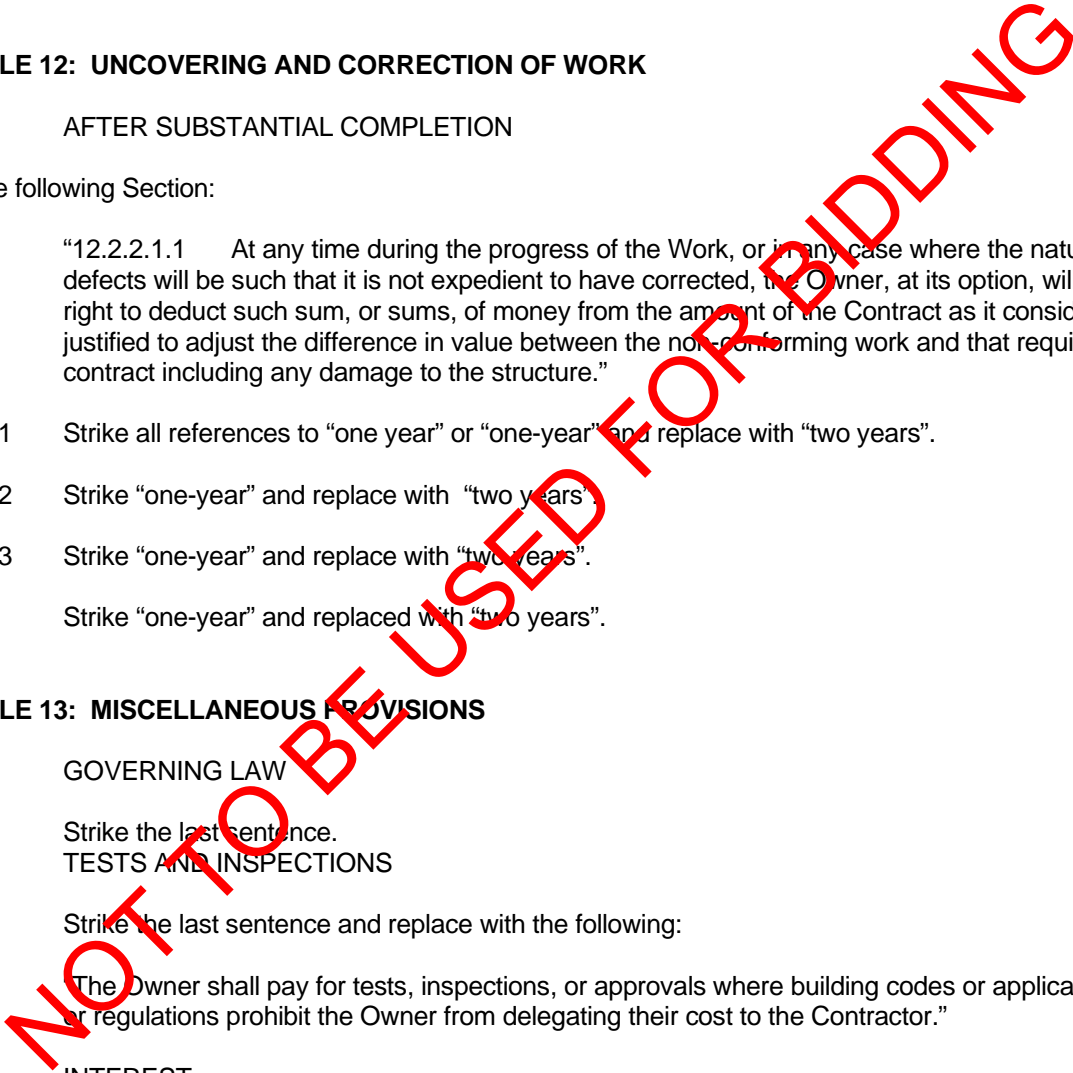 LE 12: UNCOVERING AND CORRECTION OF WORK
AFTER SUBSTANTIAL COMPLETION
e following Section:
“12.2.2.1.1 At any time during the progress of the Work, or in any case where the natu
defects will be such that it is not expedient to have corrected, the Owner, at its option, wil
right to deduct such sum, or sums, of money from the amount of the Contract as it consid
justified to adjust the difference in value between the non-conforming work and that requi
contract including any damage to the structure.”
1 Strike all references to “one year” or “one-year” and replace with “two years”.
2 Strike “one-year” and replace with “two years”.
3 Strike “one-year” and replace with “two years”.
Strike “one-year” and replaced with “two years”.
LE 13: MISCELLANEOUS PROVISIONS
GOVERNING LAW
Strike the last sentence.
TESTS AND INSPECTIONS
Strike the last sentence and replace with the following:
“The Owner shall pay for tests, inspections, or approvals where building codes or applica
or regulations prohibit the Owner from delegating their cost to the Contractor.”
INTEREST
NOT TO BE USED FOR BIDDING